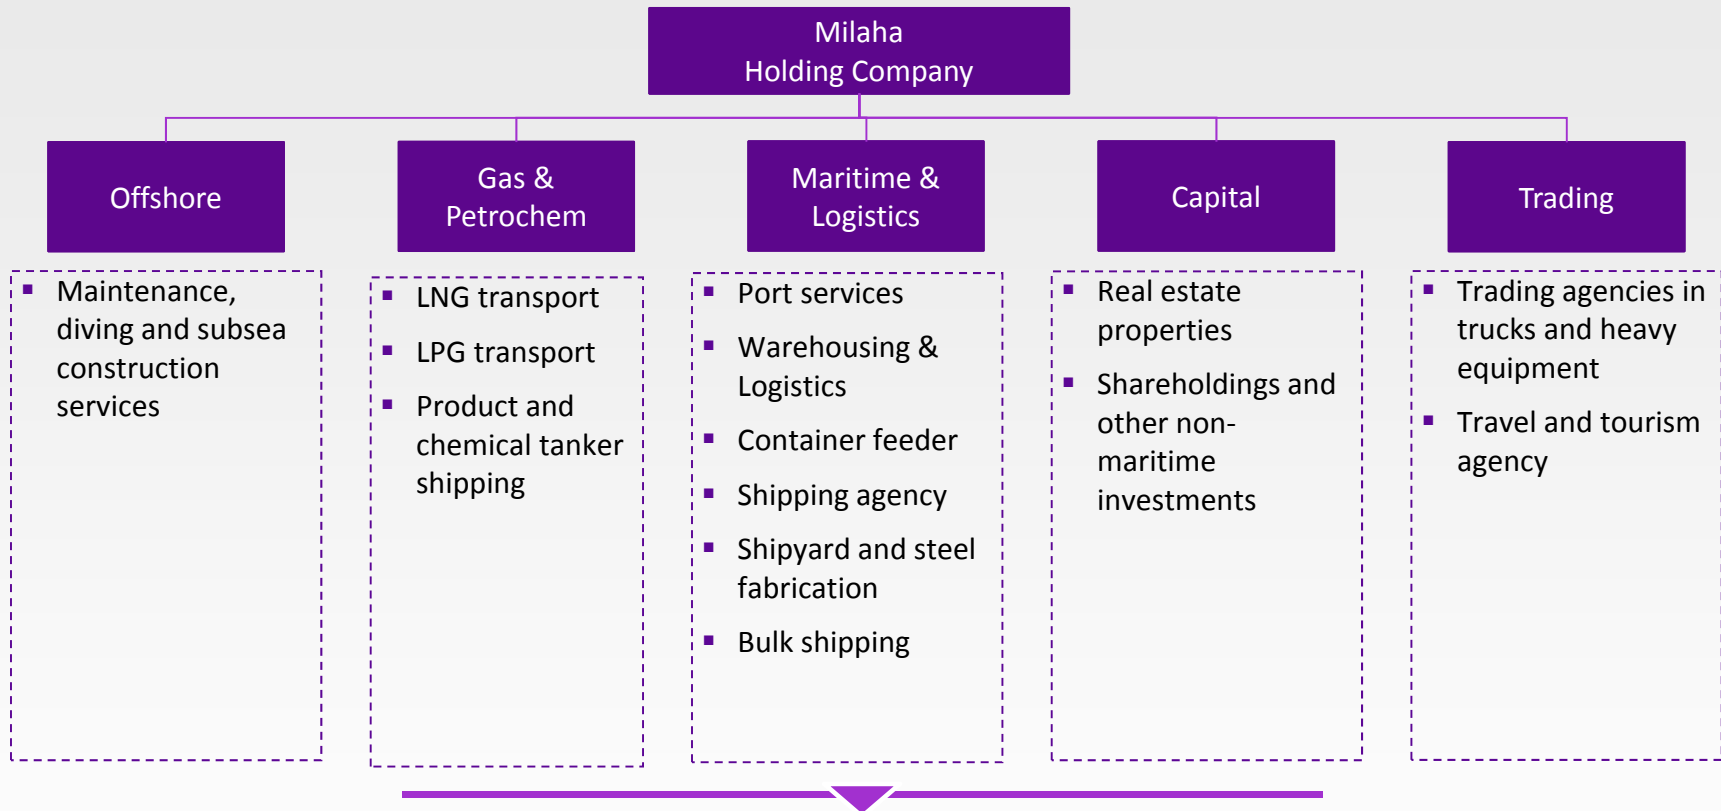 Milaha
Holding Company
Offshore
Gas &
Petrochem
Maritime &
Logistics
Capital
Trading
▪ Maintenance,
diving and subsea
construction
services
▪ LNG transport
▪ LPG transport
▪ Product and
chemical tanker
shipping
▪ Port services
▪ Warehousing &
Logistics
▪ Container feeder
▪ Shipping agency
▪ Shipyard and steel
fabrication
▪ Bulk shipping
▪ Real estate
properties
▪ Shareholdings and
other non-
maritime
investments
▪ Trading agencies in
trucks and heavy
equipment
▪ Travel and tourism
agency